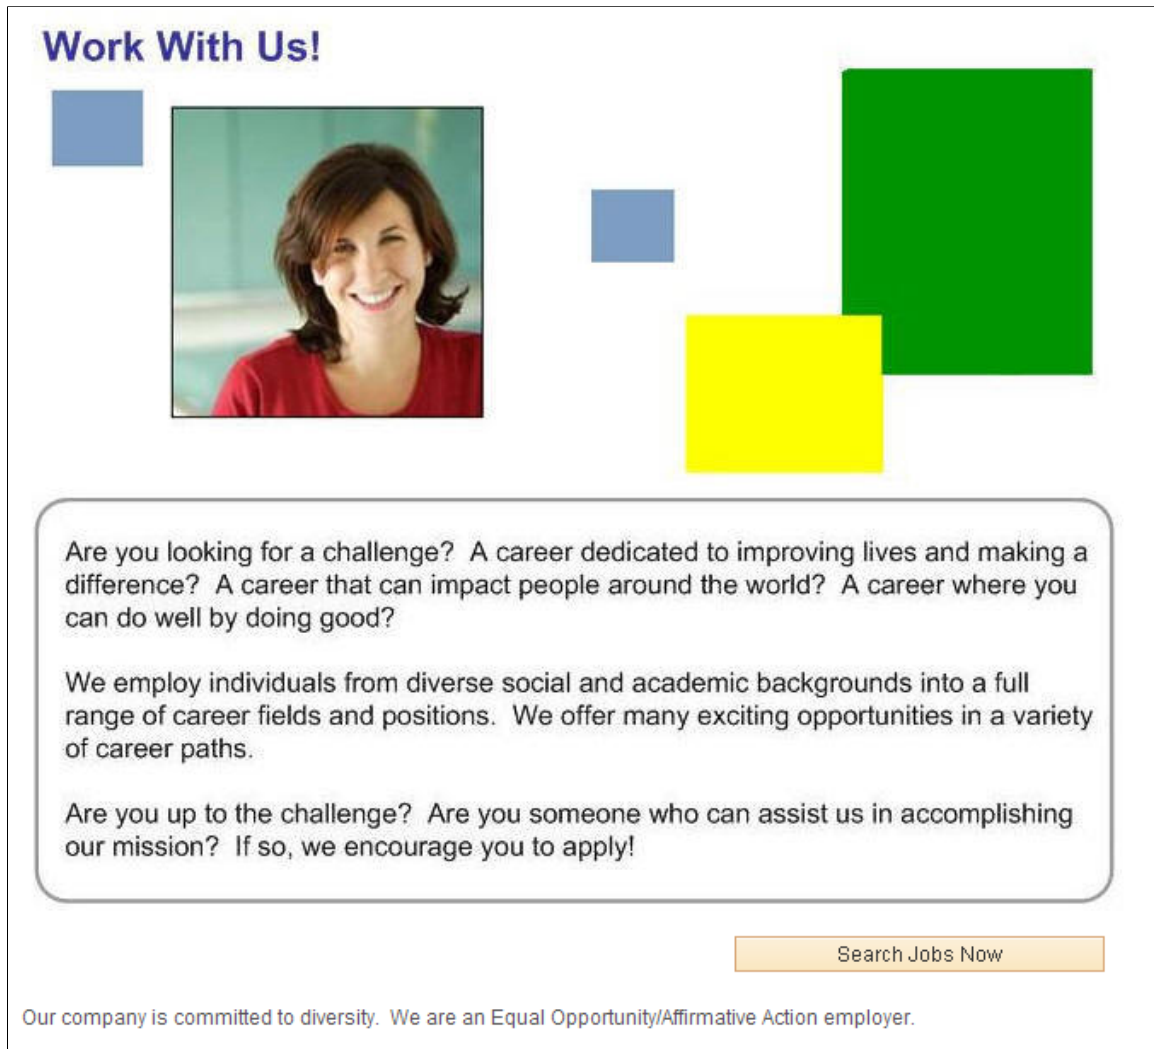 Work With Us!
Are you looking for a challenge?  A career dedicated to improving lives and making a
difference?  A career that can impact people around the world?  A career where you
can do well by doing good?
We employ individuals from diverse social and academic backgrounds into a full
range of career fields and positions.  We offer many exciting opportunities in a variety
of career paths.
Are you up to the challenge?  Are you someone who can assist us in accomplishing
our mission?  If so, we encourage you to apply!
Search Jobs Now
Our company is committed to diversity.  We are an Equal Opportunity/Affirmative Action employer.